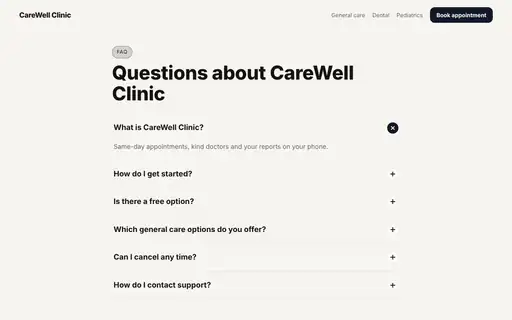 CareWell Clinic
General care
Dental
Pediatrics
Book appointment
FAQ
Questions about CareWell
Clinic
What is CareWell Clinic?
Same-day appointments, kind doctors and your reports on your phone.
How do I get started?
Is there a free option?
Which general care options do you offer?
Can I cancel any time?
How do I contact support?